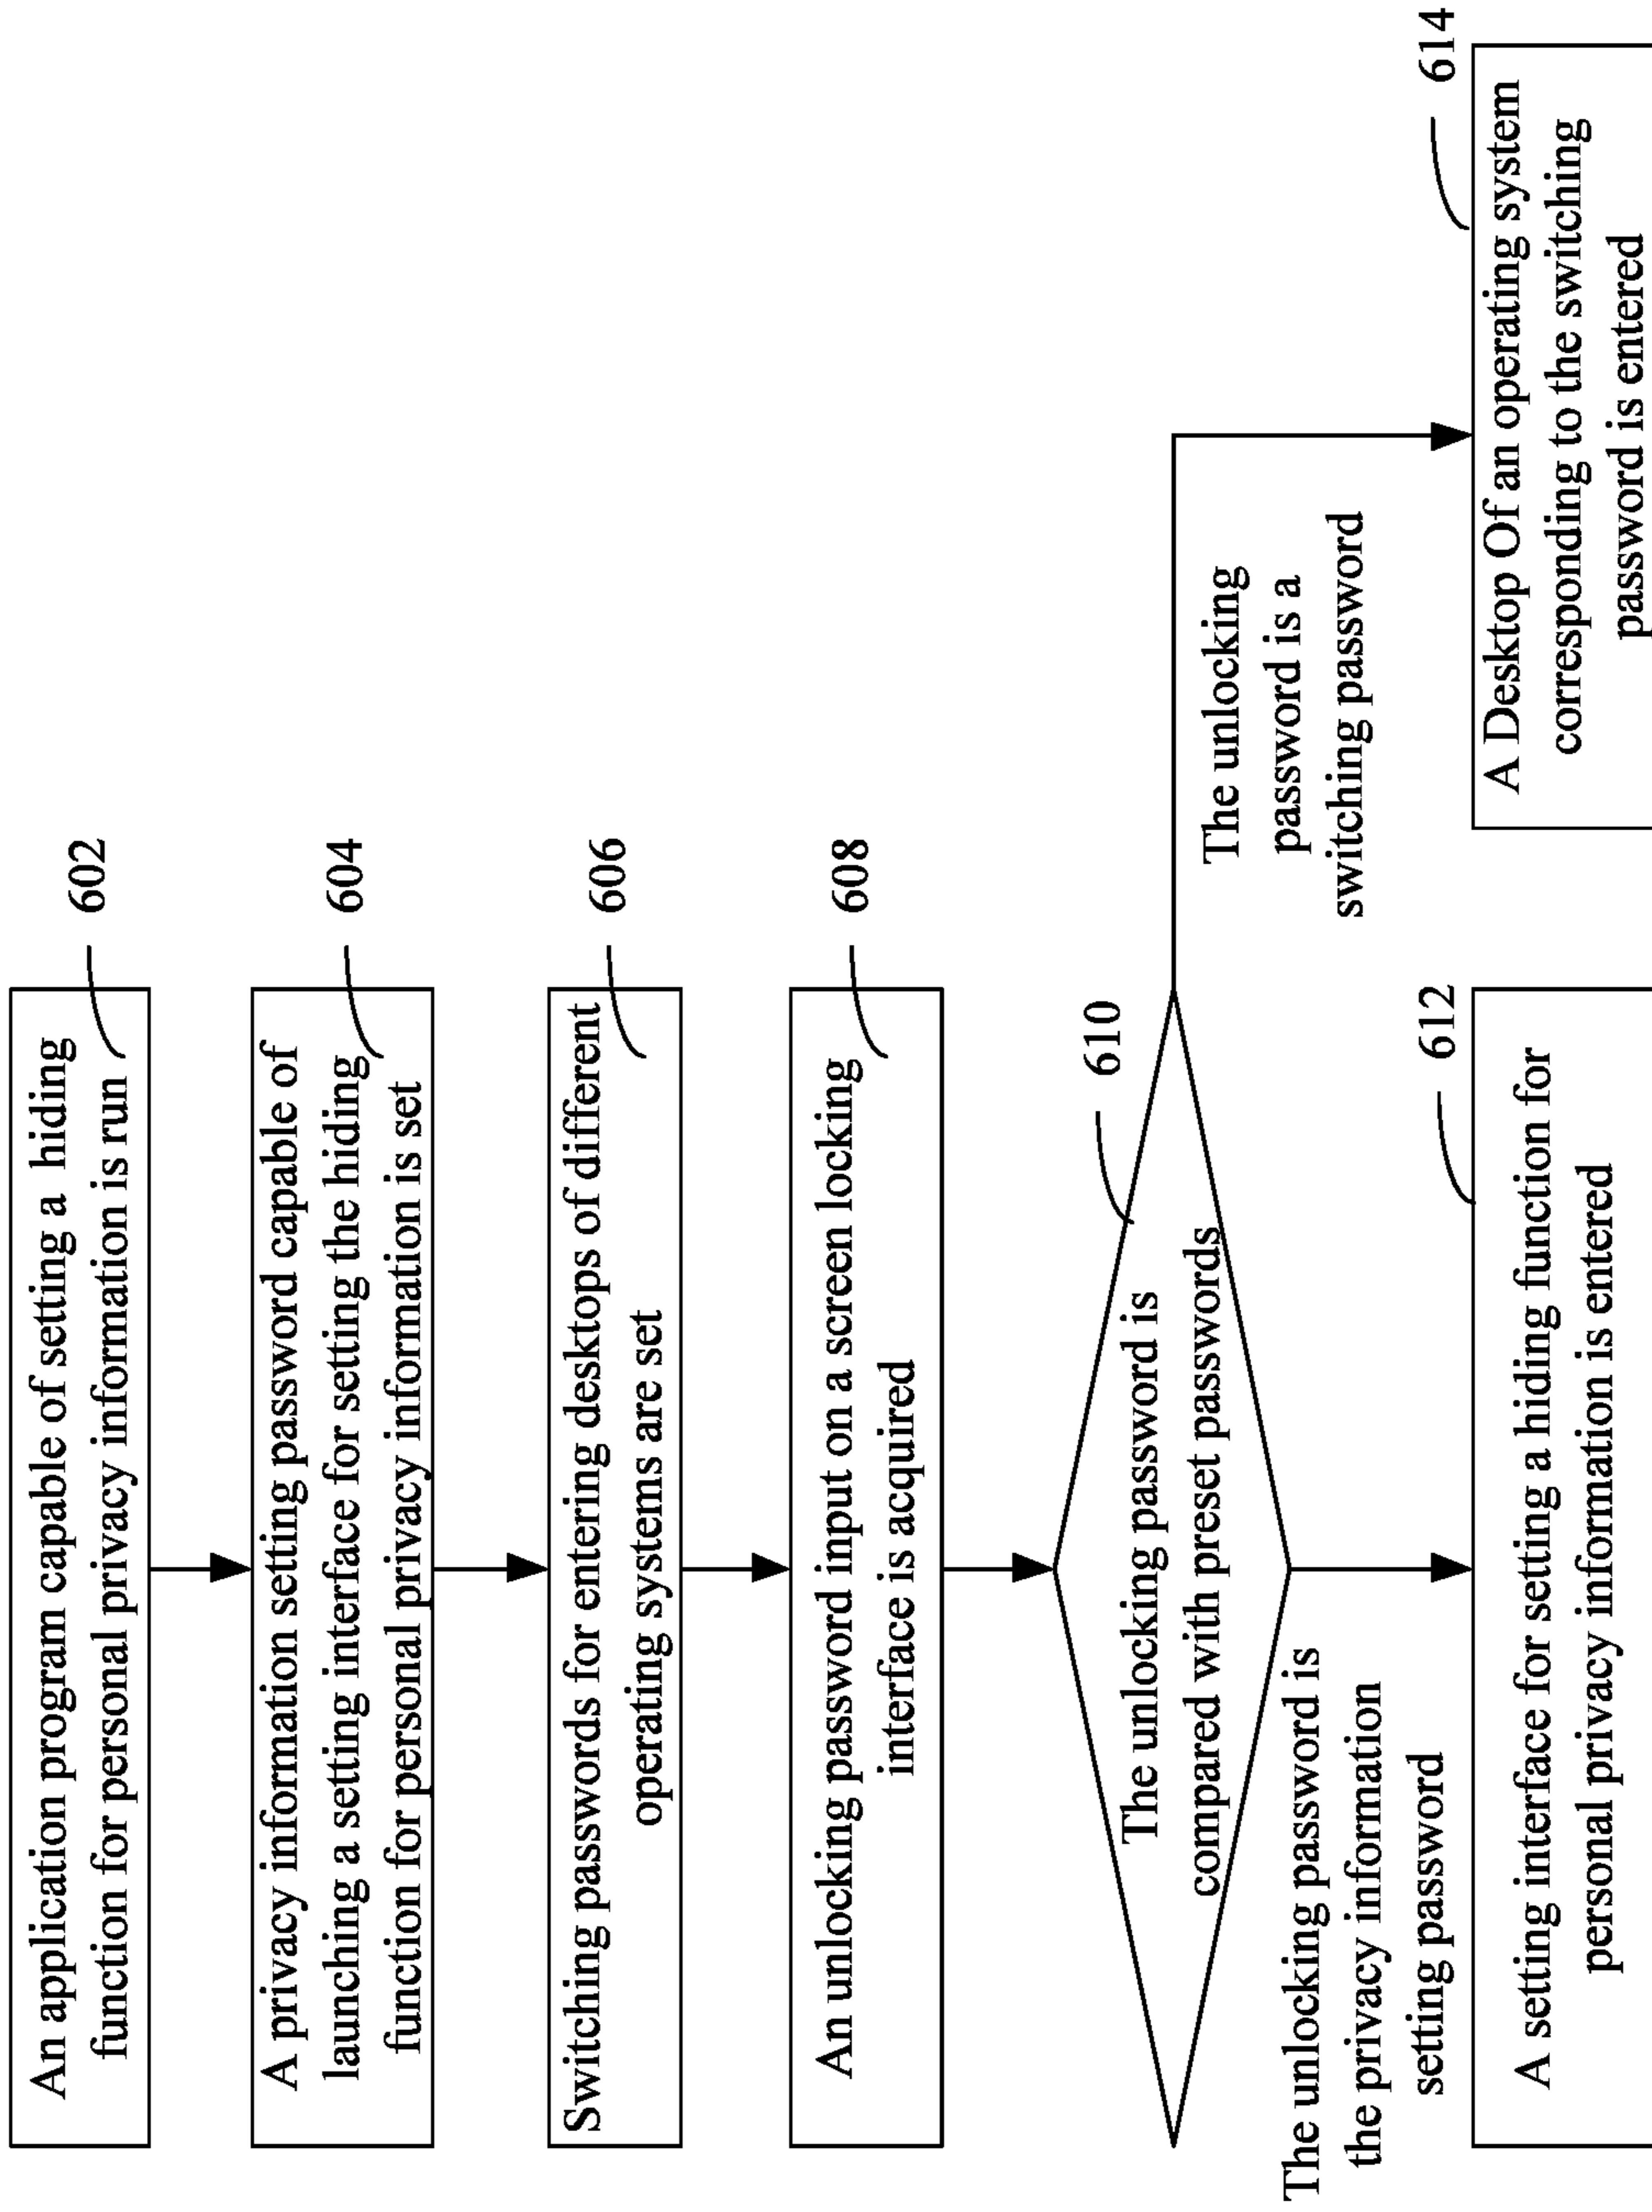 An application program capable of setting a hiding
function for personal privacy information is run
602
A privacy information setting password capable of
launching a setting interface for setting the hiding
function for personal privacy information is set
604
Switching passwords for entering desktops of different
operating systems are set
606
An unlocking password input on a screen locking
interface is acquired
608
The unlocking password is
compared with preset passwords
610
The unlocking password is
the privacy information
setting password
The unlocking
password is a
switching password
A setting interface for setting a hiding function for
personal privacy information is entered
612
A Desktop Of an operating system
corresponding to the switching
password is entered
614